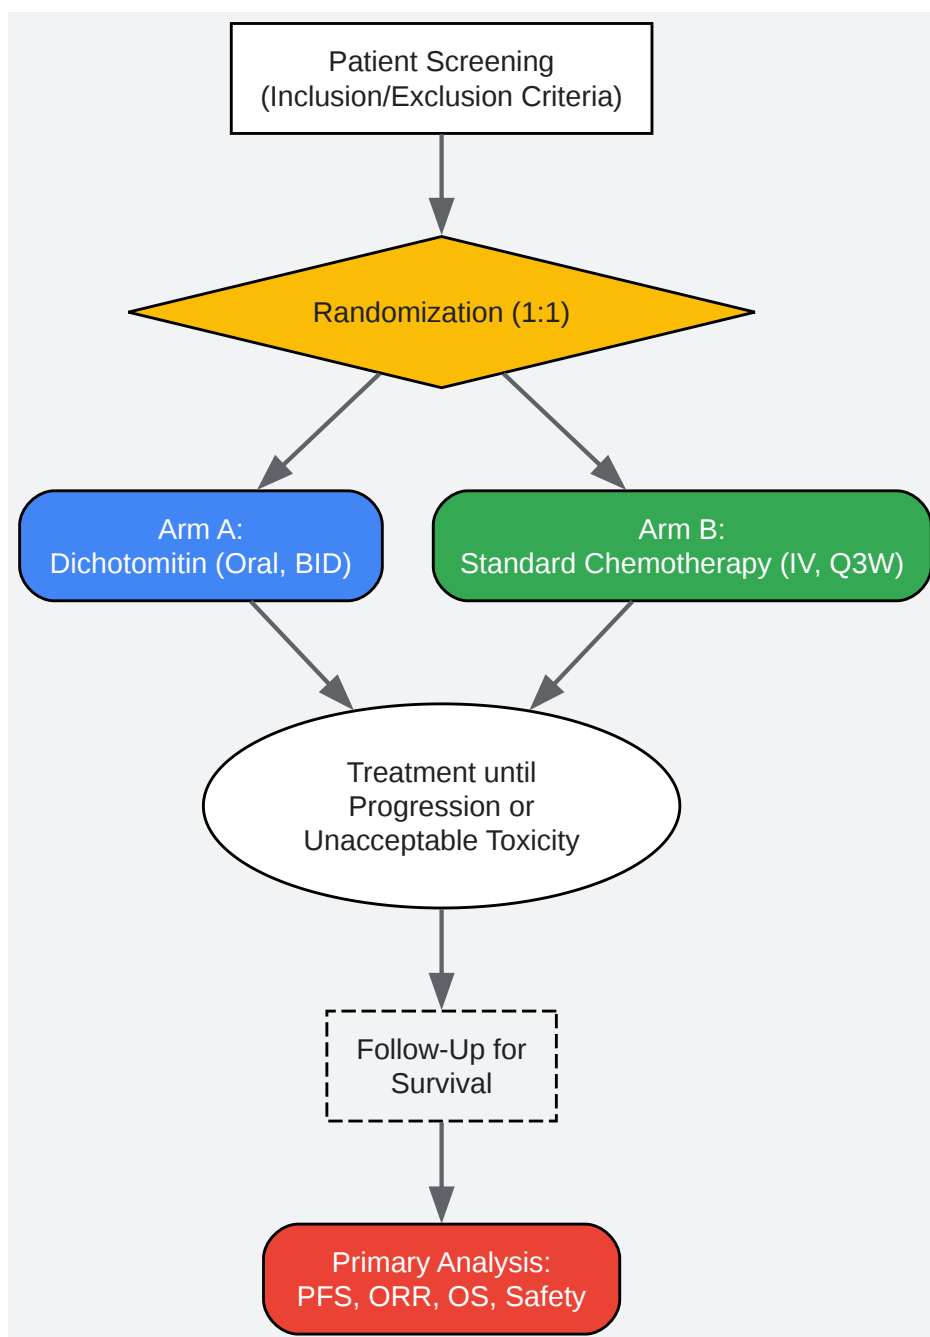 Patient Screening
(Inclusion/Exclusion Criteria)
Randomization (1:1)
Arm A:
Dichotomitin (Oral, BID)
Arm B:
Standard Chemotherapy (IV, Q3W)
Treatment until
Progression or
Unacceptable Toxicity
Follow-Up for
Survival
Primary Analysis:
PFS, ORR, OS, Safety